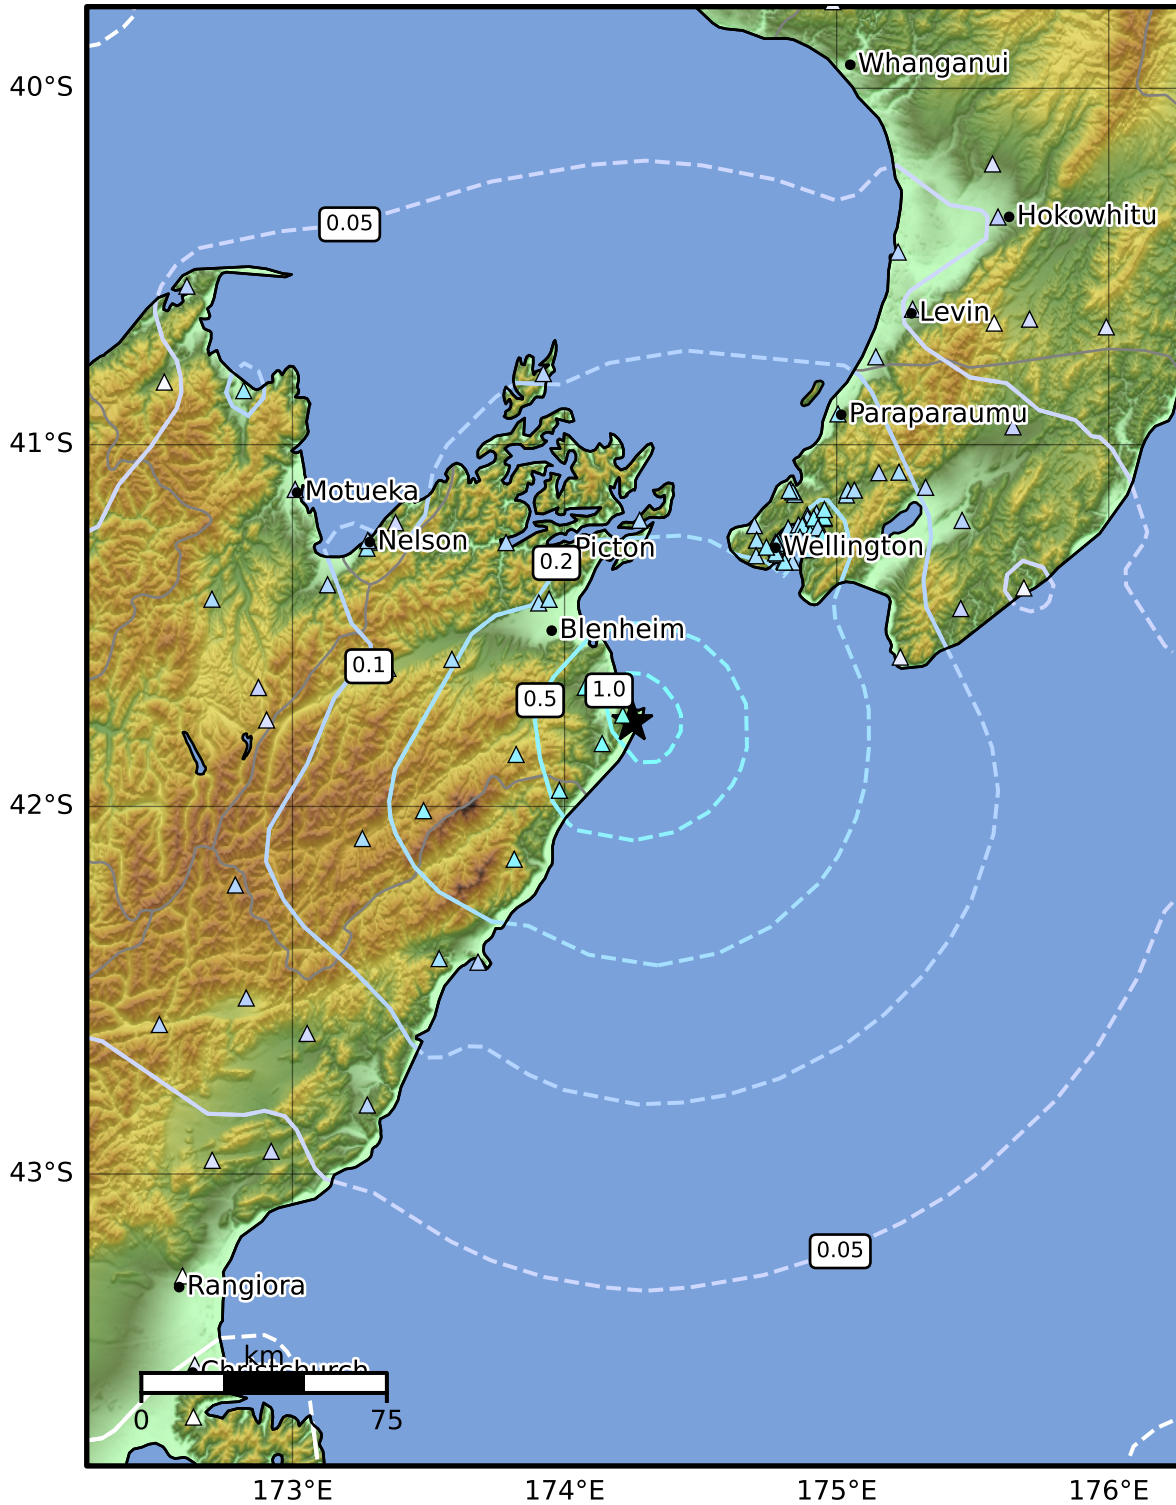 Whanganui
40°S
Hokowhitu
0.05
Levin
Paraparaumu
41°S
Motueka
Nelson
Picton
Wellington
0.2
Blenheim
0.1
1.0
0.5
42°S
43°S
0.05
Rangiora
km
Christchurch
0
75
173°E
174°E
175°E
176°E